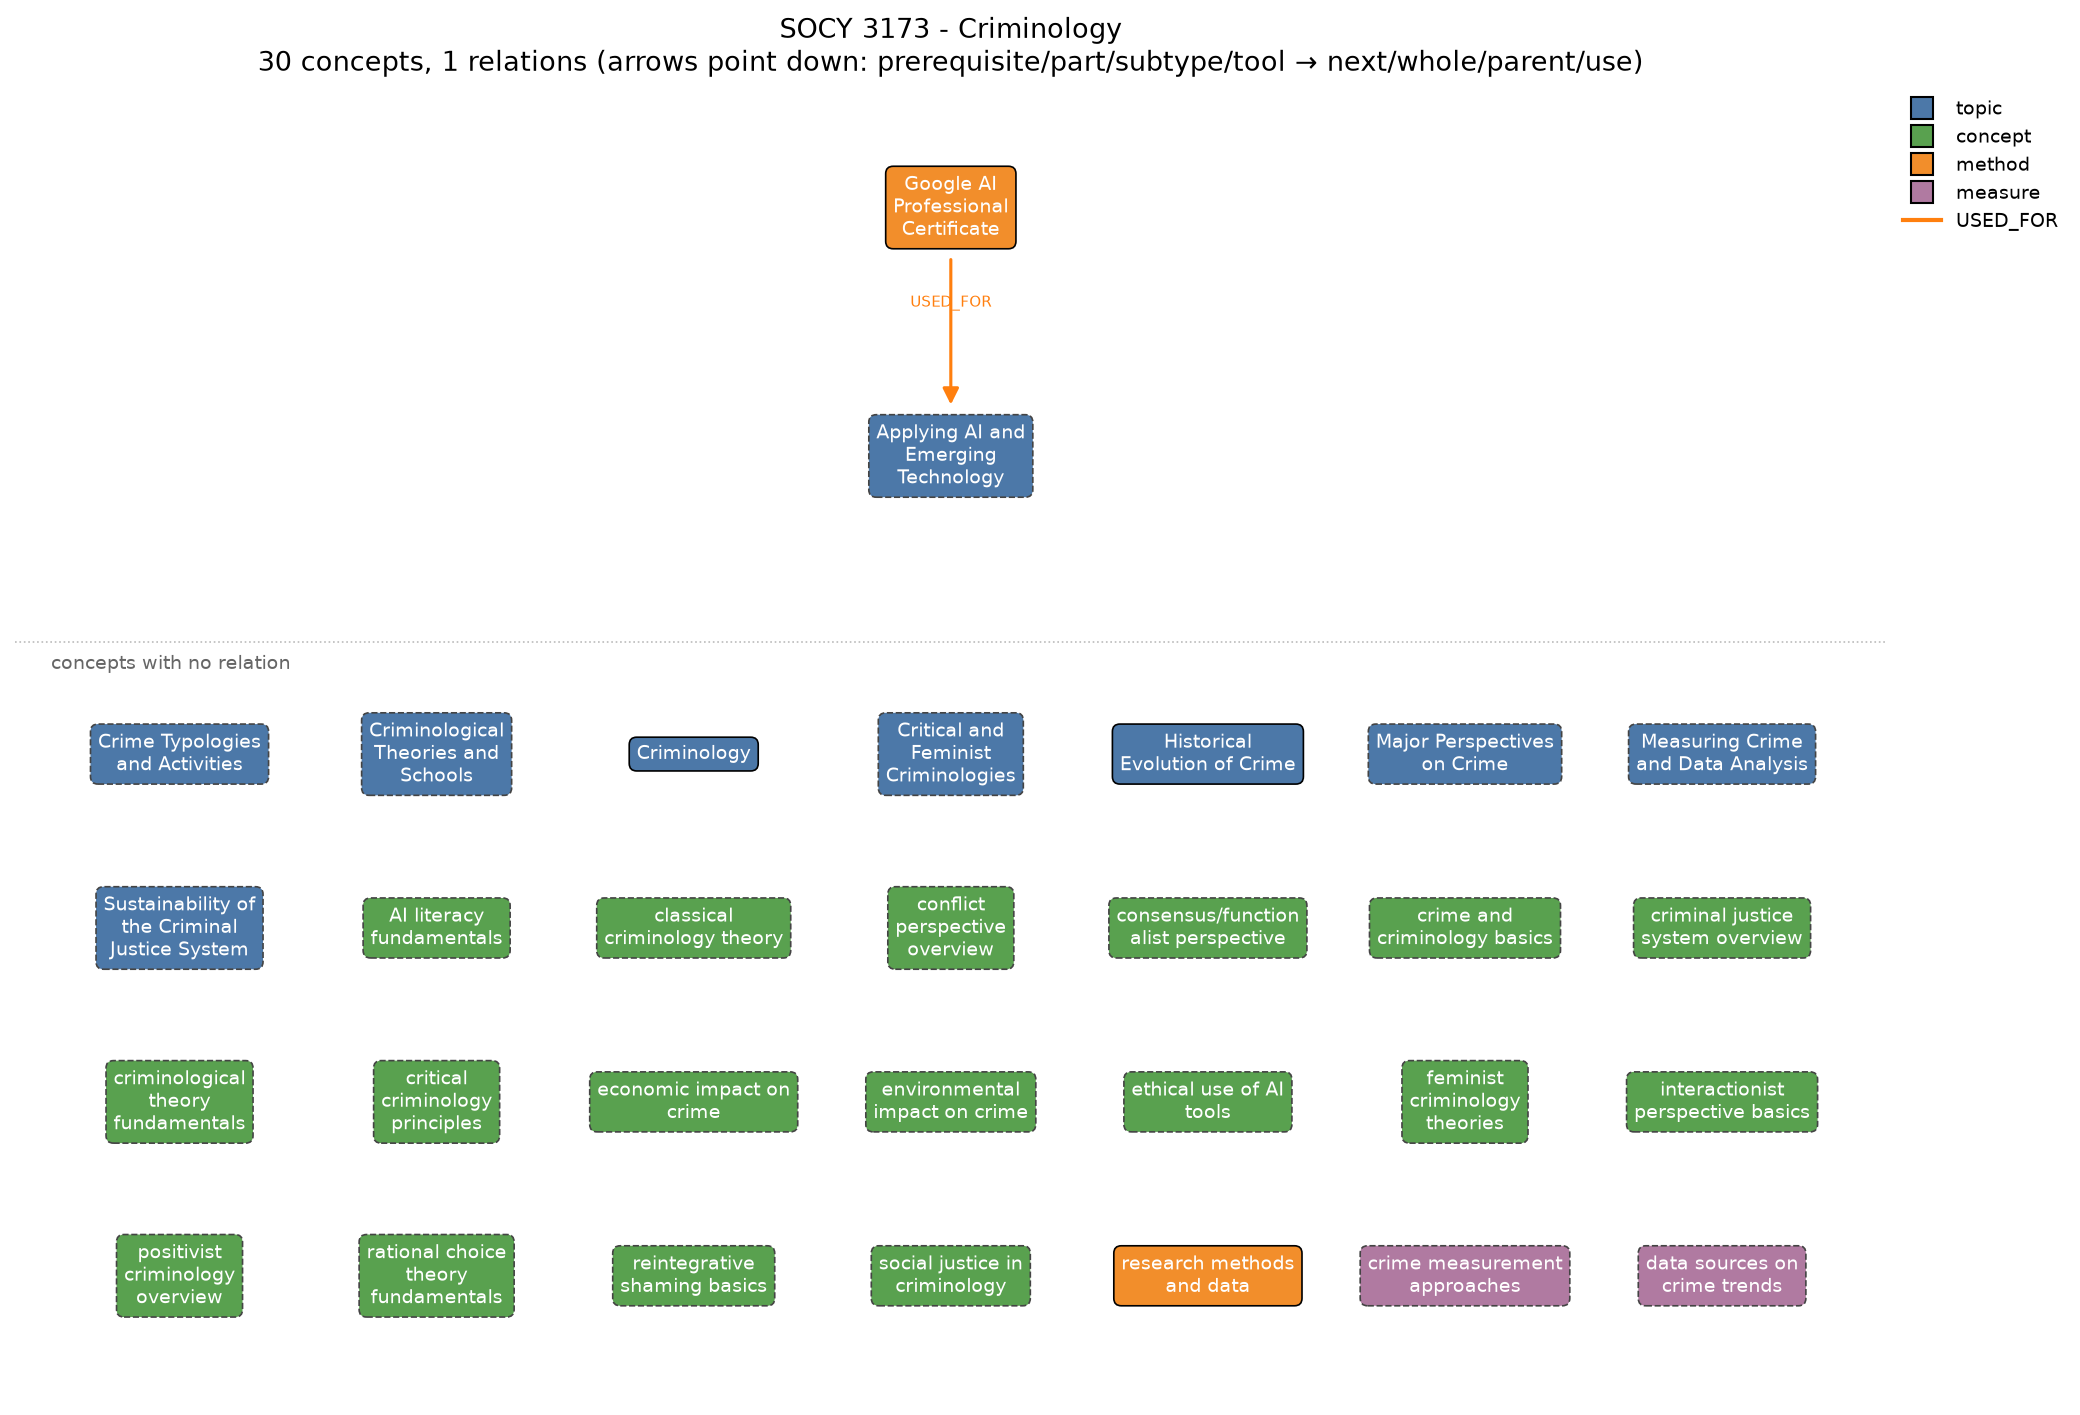 SOCY 3173 - Criminology
30 concepts, 1 relations (arrows point down: prerequisite/part/subtype/tool → next/whole/parent/use)
topic
concept
method
measure
USED_FOR
Google AI
Professional
Certificate
USED_FOR
Applying AI and
Emerging
Technology
concepts with no relation
Crime Typologies
and Activities
Criminological
Theories and
Schools
Criminology
Critical and
Feminist
Criminologies
Historical
Evolution of Crime
Major Perspectives
on Crime
Measuring Crime
and Data Analysis
Sustainability of
the Criminal
Justice System
AI literacy
fundamentals
classical
criminology theory
conflict
perspective
overview
consensus/function
alist perspective
crime and
criminology basics
criminal justice
system overview
criminological
theory
fundamentals
critical
criminology
principles
economic impact on
crime
environmental
impact on crime
ethical use of AI
tools
feminist
criminology
theories
interactionist
perspective basics
positivist
criminology
overview
rational choice
theory
fundamentals
reintegrative
shaming basics
social justice in
criminology
research methods
and data
crime measurement
approaches
data sources on
crime trends